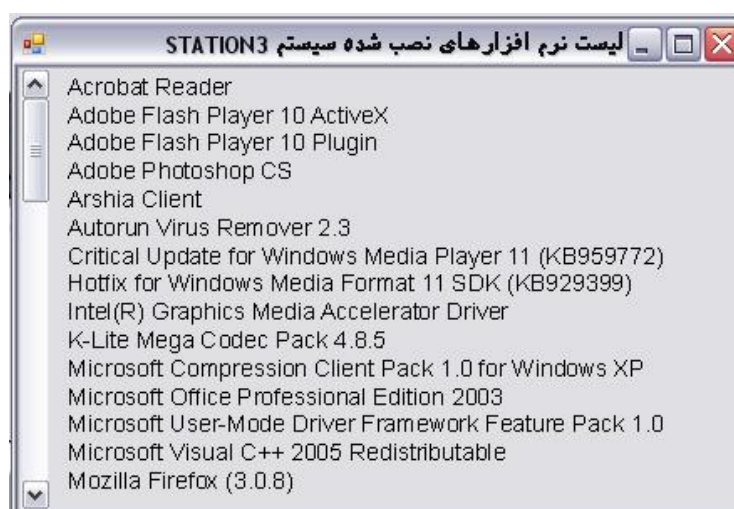 لیست نرم افزارهای نصب شده سیستم STATION3
Acrobat Reader
Adobe Flash Player 10 ActiveX
Adobe Flash Player 10 Plugin
Adobe Photoshop CS
Arshia Client
Autorun Virus Remover 2.3
Critical Update for Windows Media Player 11 (KB959772)
Hotfix for Windows Media Format 11 SDK (KB929399)
Intel(R) Graphics Media Accelerator Driver
K-Lite Mega Codec Pack 4.8.5
Microsoft Compression Client Pack 1.0 for Windows XP
Microsoft Office Professional Edition 2003
Microsoft User-Mode Driver Framework Feature Pack 1.0
Microsoft Visual C++ 2005 Redistributable
Mozilla Firefox (3.0.8)